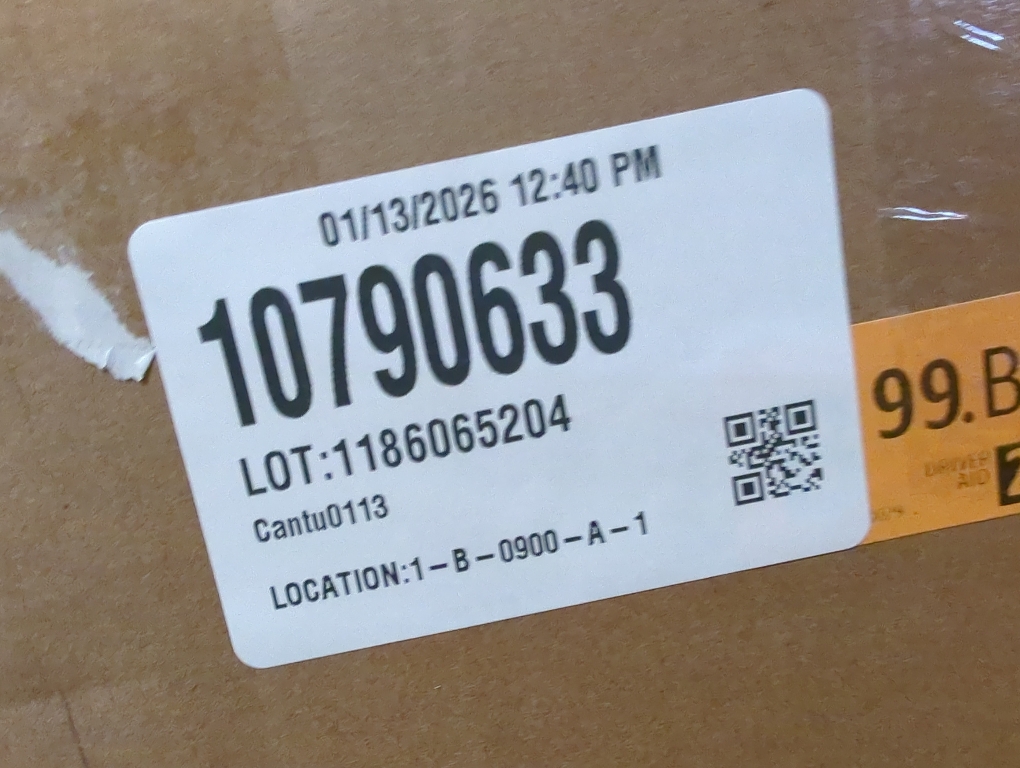 01/13/2026 12:40 PM
10790633
LOT:1186065204
Cantu0113
LOCATION:1-B-0900-A-1
99.B
DRIVER
AID